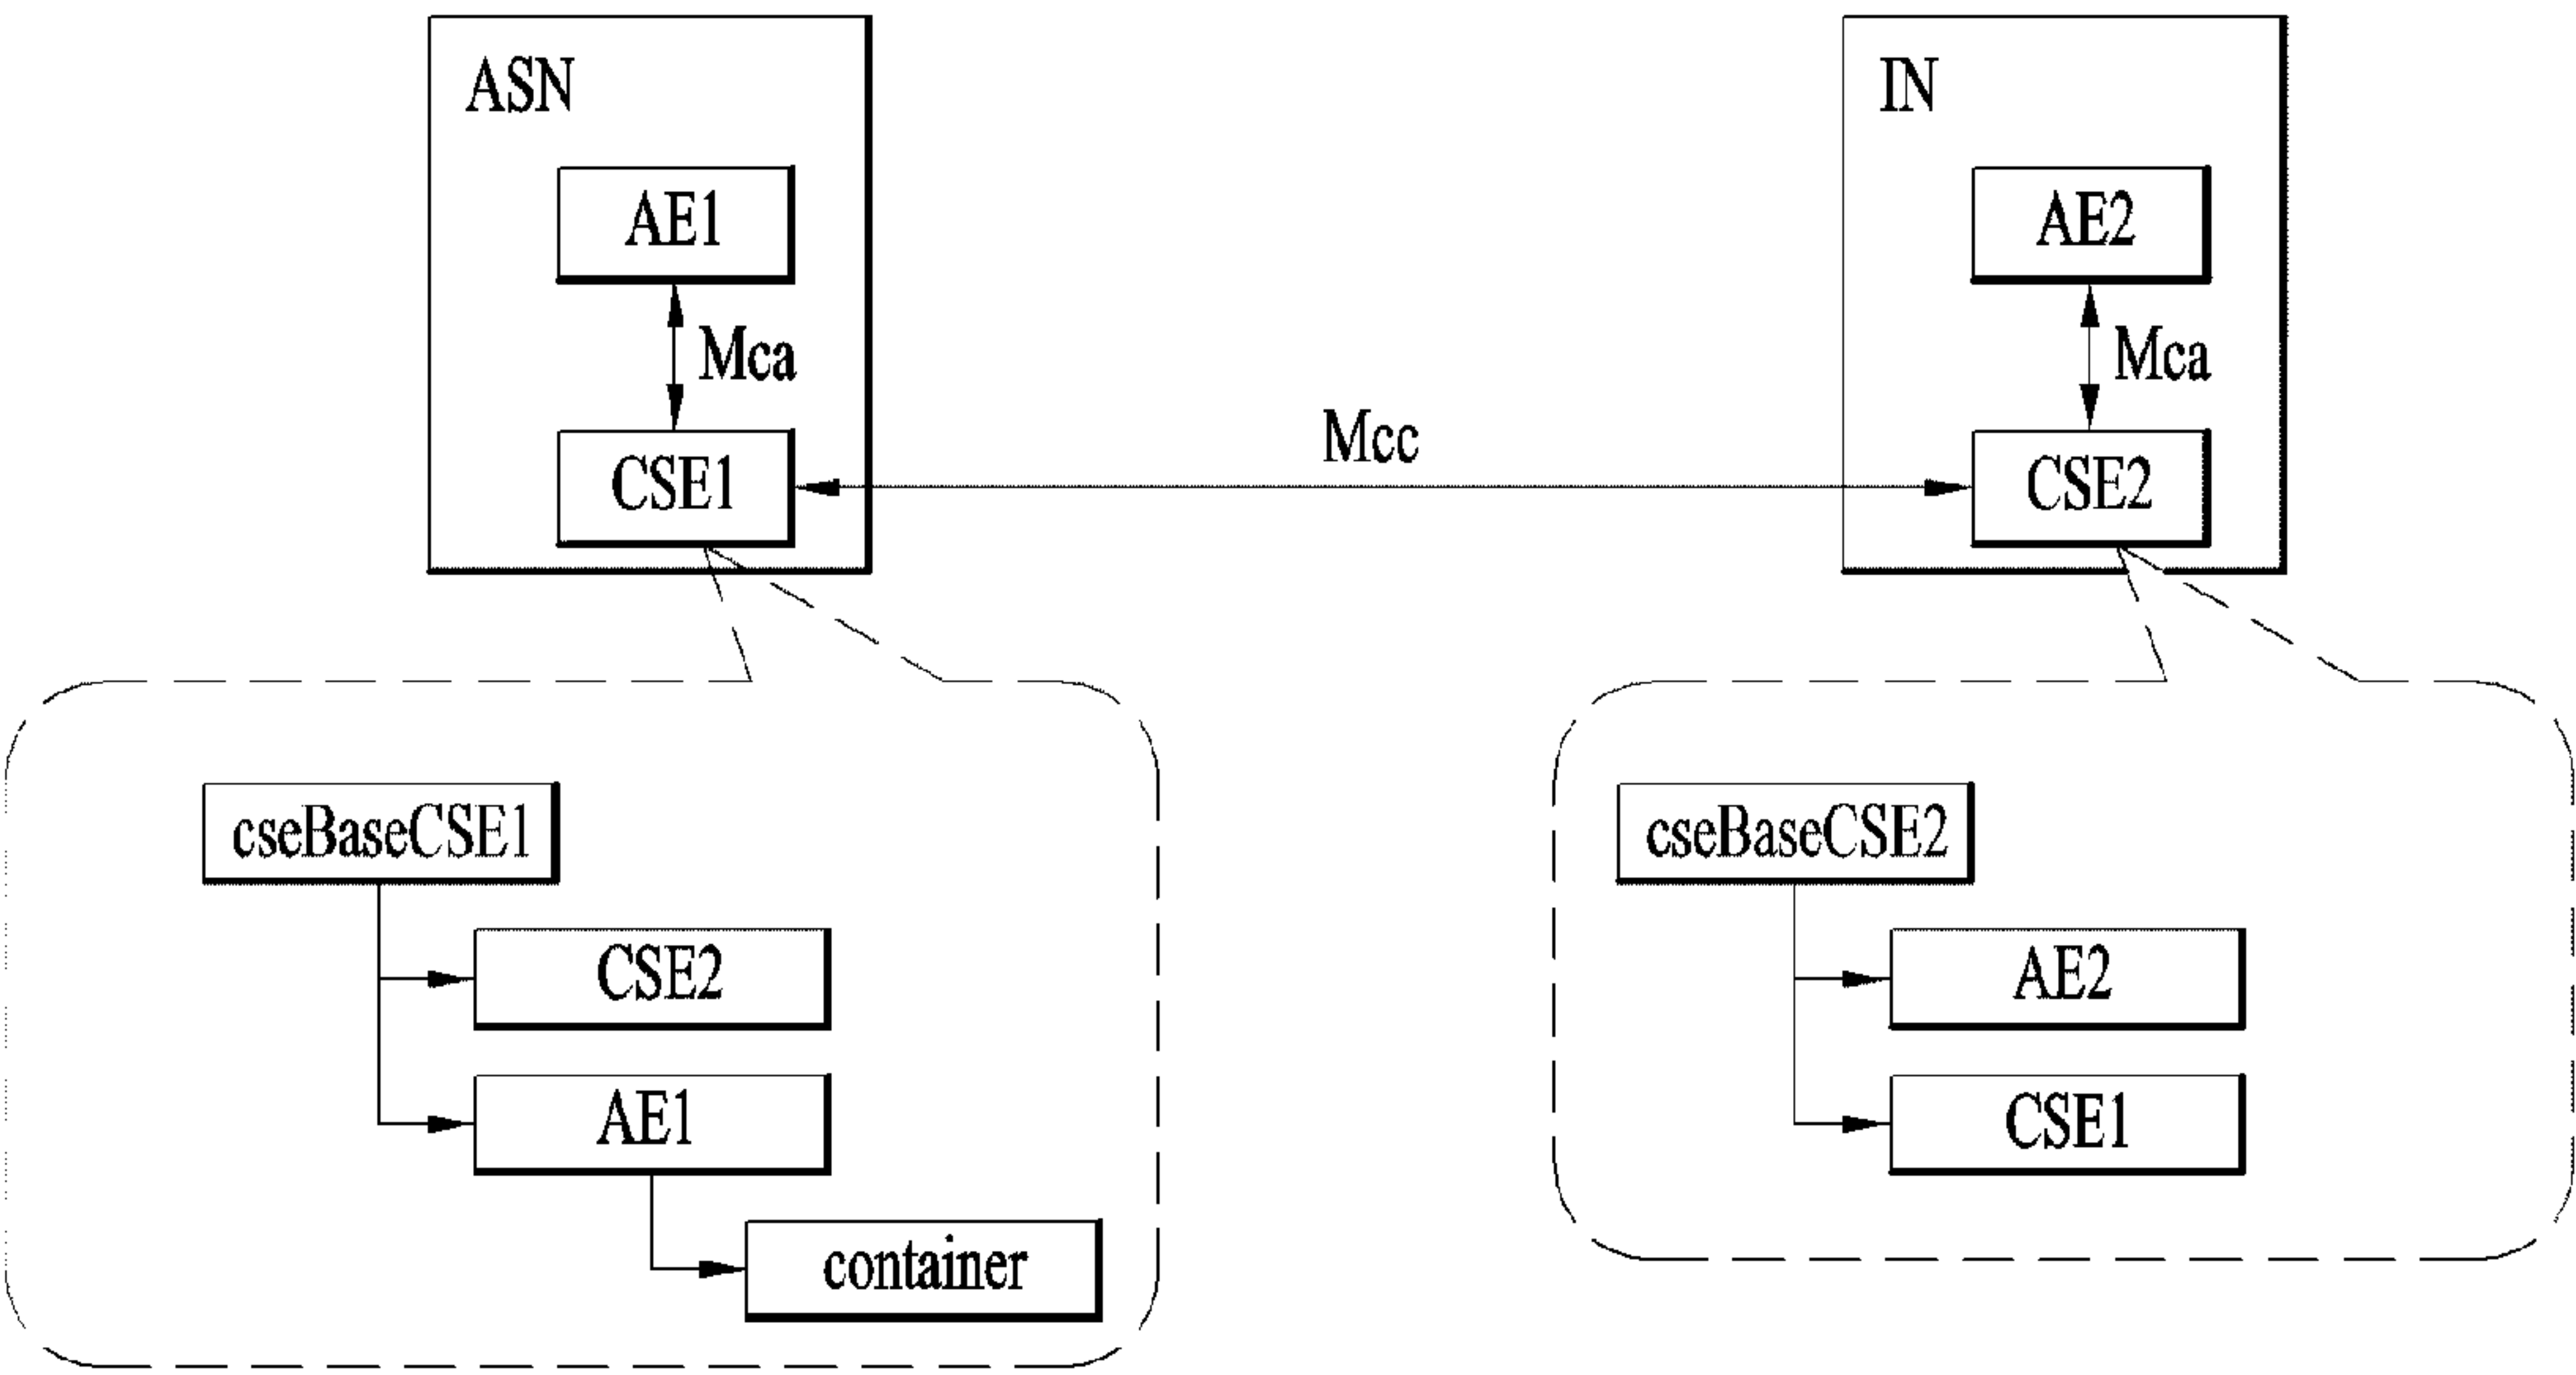 ASN
IN
AE1
AE2
Mca
Mca
Mcc
CSE1
CSE2
cseBaseCSE1
cseBaseCSE2
CSE2
AE2
AE1
CSE1
container